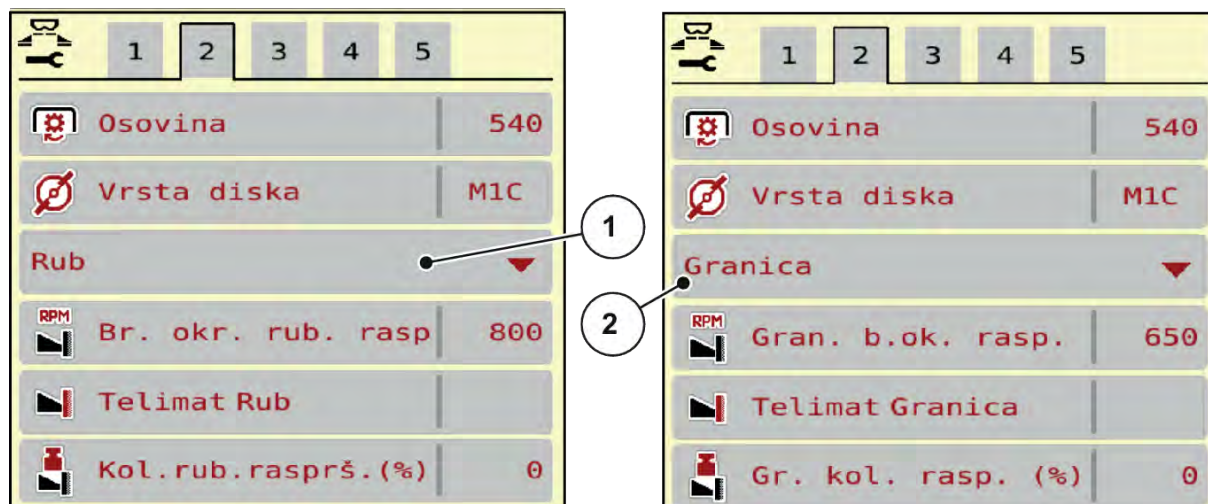 1 2 3 4 5
Osovina 540
Vrsta diska M1C
Rub
RPM
Br. okr. rub. rasp 800
Telimat Rub
Kol.rub.rasprš.(%) 0
1
2
1 2 3 4 5
Osovina 540
Vrsta diska M1C
Granica
RPM
Gran. b.ok. rasp. 650
Telimat Granica
Gr. kol. rasp. (%) 0